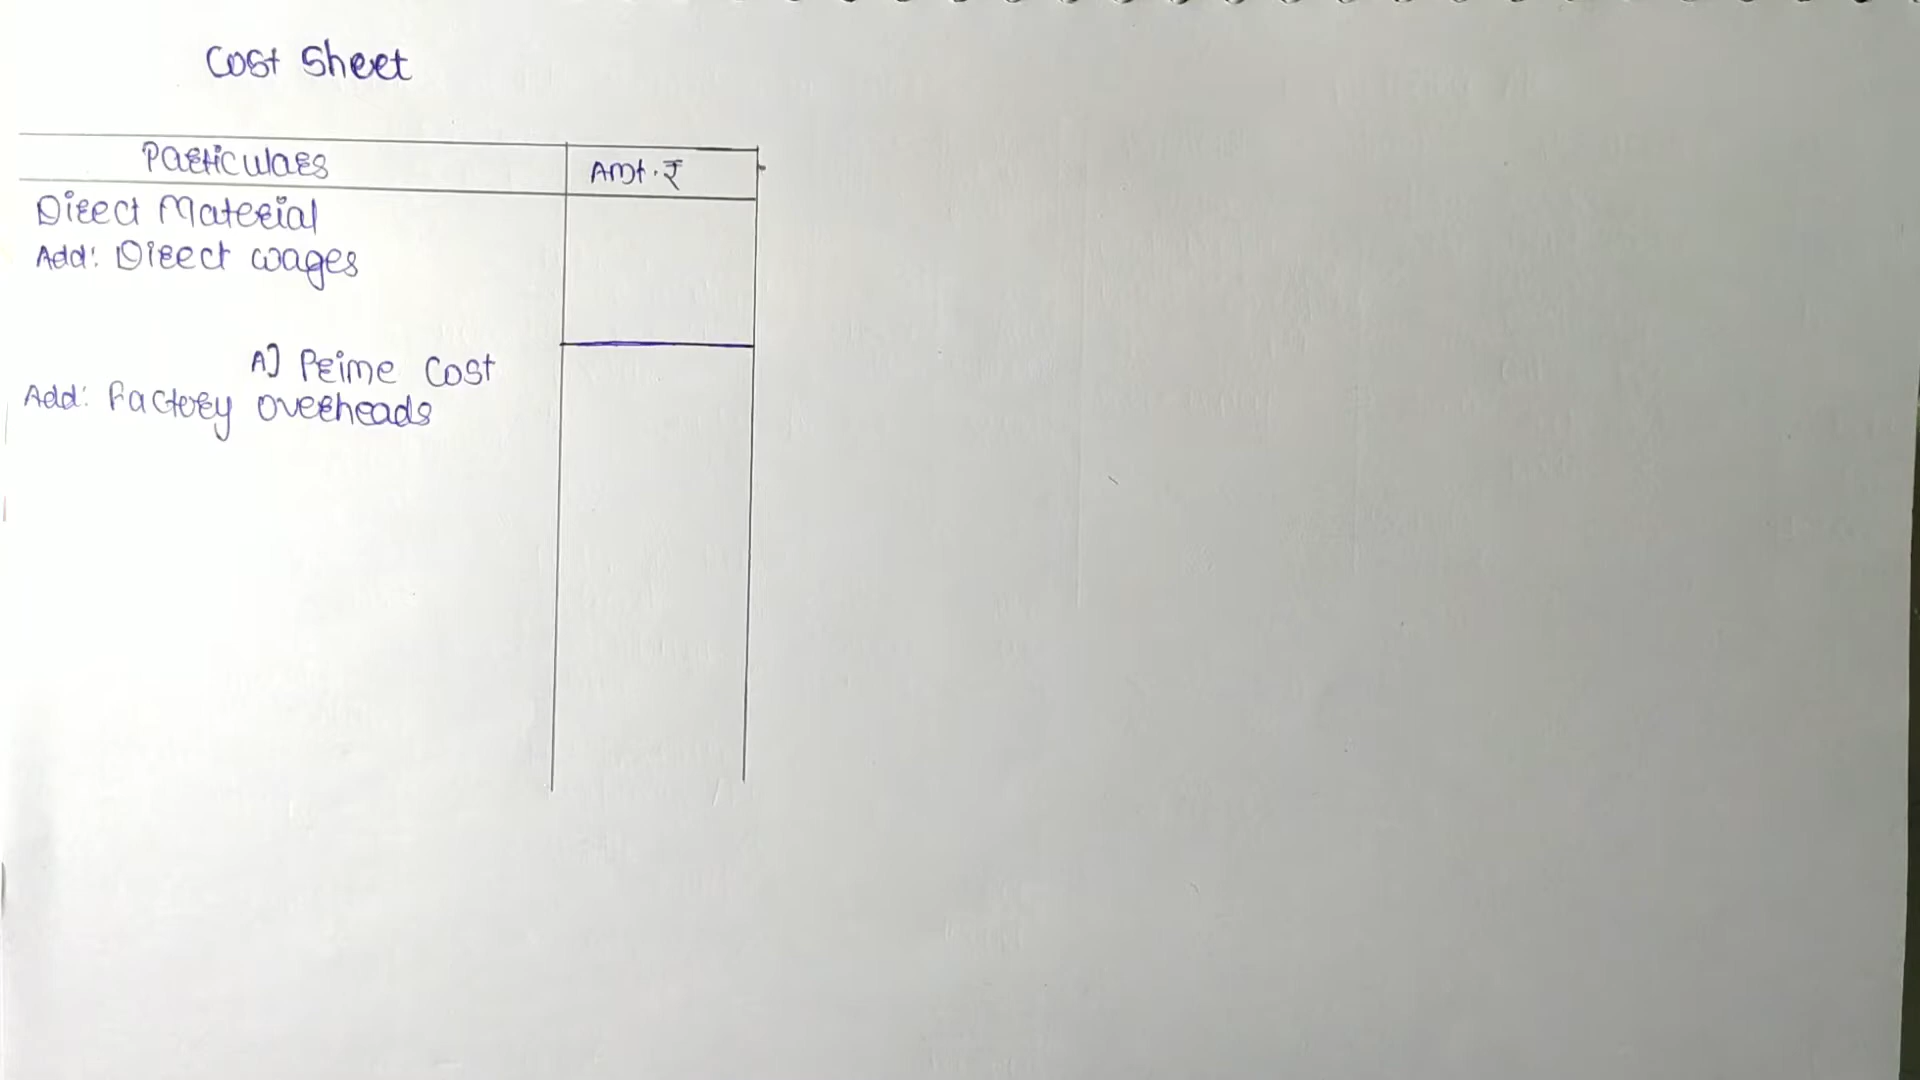 Cost Sheet
Particulars Amt. ₹
Direct Material
Add: Direct wages
A] Prime Cost
Add: Factory overheads